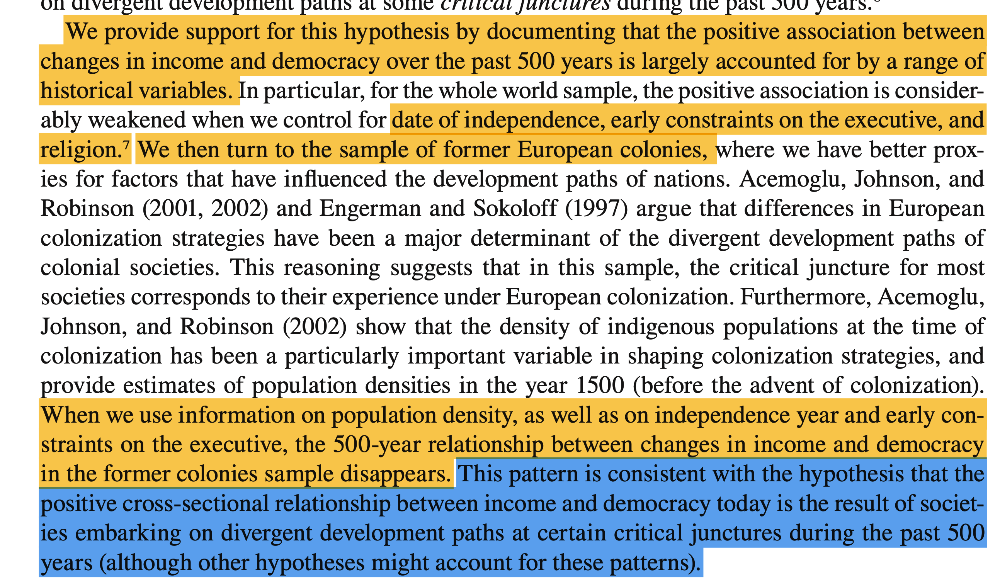 on divergent development paths at some critical junctures during the past 500 years.⁶
We provide support for this hypothesis by documenting that the positive association between
changes in income and democracy over the past 500 years is largely accounted for by a range of
historical variables. In particular, for the whole world sample, the positive association is consider-
ably weakened when we control for date of independence, early constraints on the executive, and
religion.⁷ We then turn to the sample of former European colonies, where we have better prox-
ies for factors that have influenced the development paths of nations. Acemoglu, Johnson, and
Robinson (2001, 2002) and Engerman and Sokoloff (1997) argue that differences in European
colonization strategies have been a major determinant of the divergent development paths of
colonial societies. This reasoning suggests that in this sample, the critical juncture for most
societies corresponds to their experience under European colonization. Furthermore, Acemoglu,
Johnson, and Robinson (2002) show that the density of indigenous populations at the time of
colonization has been a particularly important variable in shaping colonization strategies, and
provide estimates of population densities in the year 1500 (before the advent of colonization).
When we use information on population density, as well as on independence year and early con-
straints on the executive, the 500-year relationship between changes in income and democracy
in the former colonies sample disappears. This pattern is consistent with the hypothesis that the
positive cross-sectional relationship between income and democracy today is the result of societ-
ies embarking on divergent development paths at certain critical junctures during the past 500
years (although other hypotheses might account for these patterns).